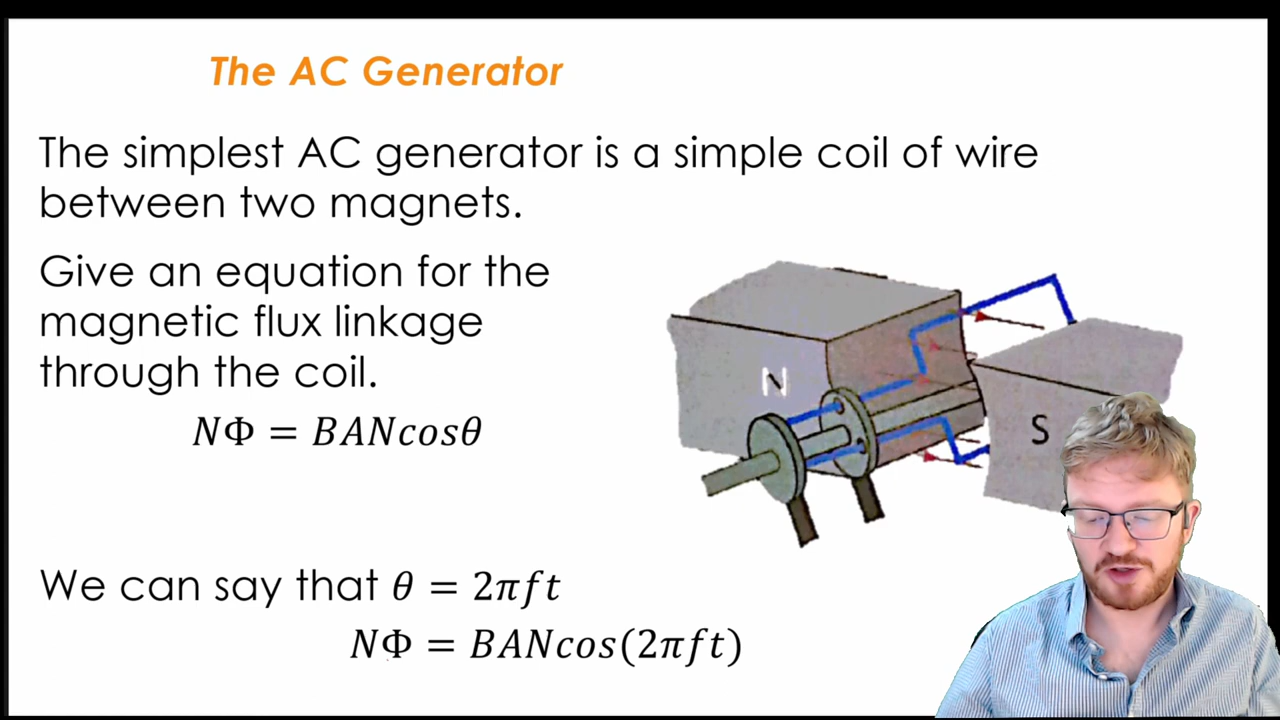 The AC Generator
The simplest AC generator is a simple coil of wire
between two magnets.
Give an equation for the
magnetic flux linkage
through the coil.
NΦ = BANcosθ
N
S
We can say that θ = 2πft
NΦ = BANcos(2πft)